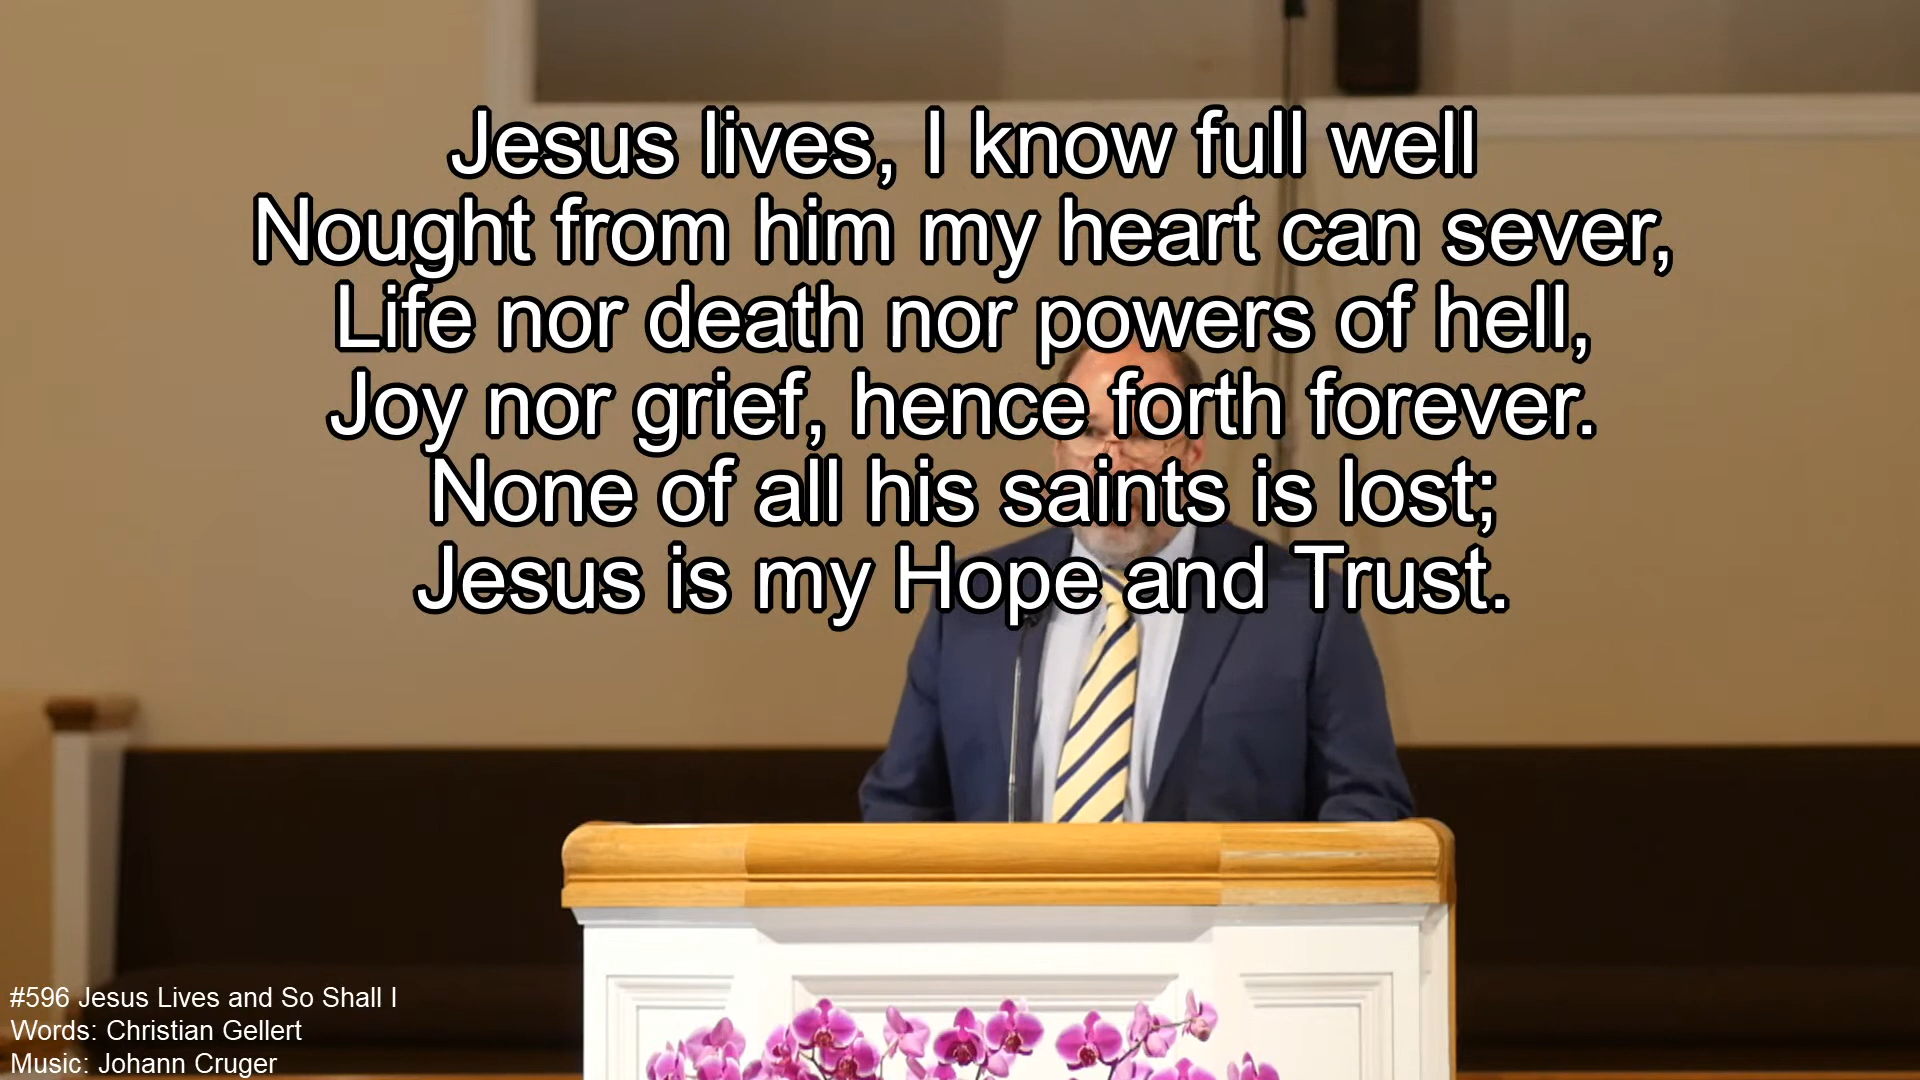 Jesus lives, I know full well
Nought from him my heart can sever,
Life nor death nor powers of hell,
Joy nor grief, hence forth forever.
None of all his saints is lost;
Jesus is my Hope and Trust.
#596 Jesus Lives and So Shall I
Words: Christian Gellert
Music: Johann Cruger